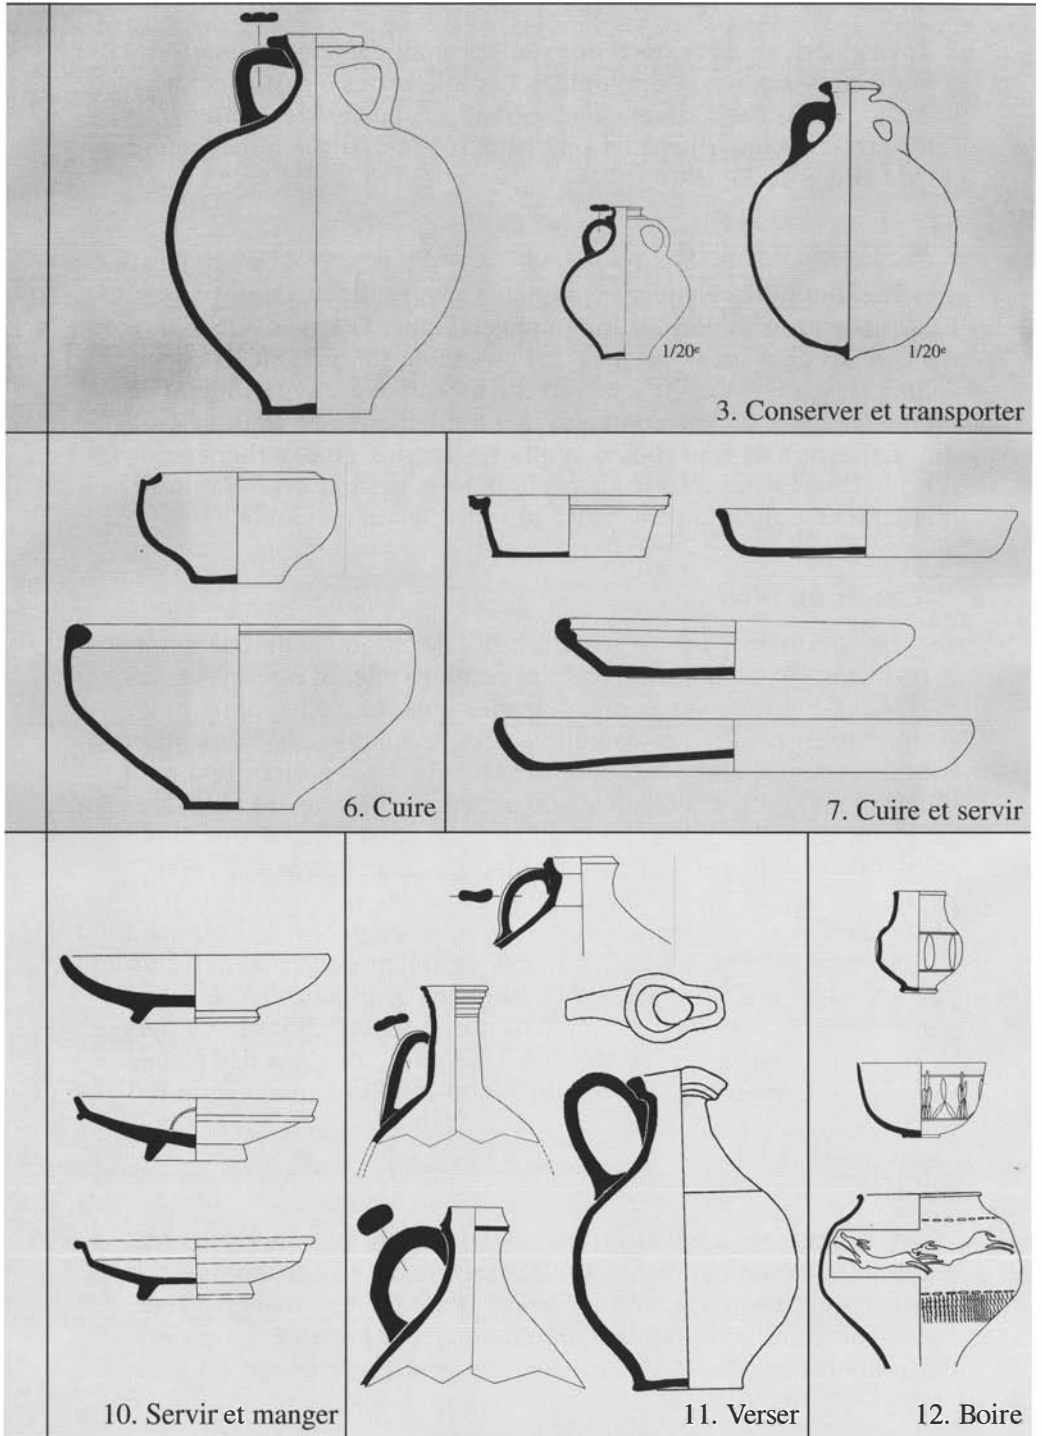 1/20e
1/20e
3. Conserver et transporter
6. Cuire
7. Cuire et servir
10. Servir et manger
11. Verser
12. Boire